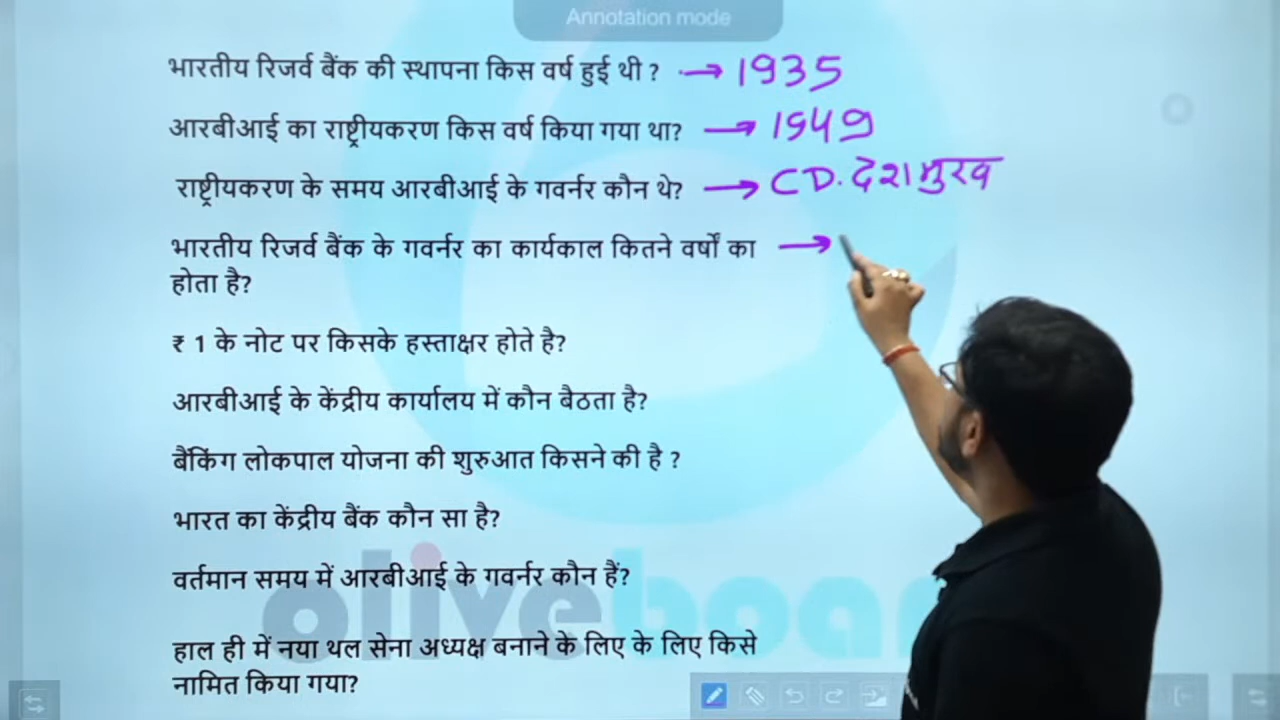 Annotation mode
भारतीय रिजर्व बैंक की स्थापना किस वर्ष हुई थी ? → 1935
आरबीआई का राष्ट्रीयकरण किस वर्ष किया गया था? → 1949
राष्ट्रीयकरण के समय आरबीआई के गवर्नर कौन थे? → CD. देशमुख
भारतीय रिजर्व बैंक के गवर्नर का कार्यकाल कितने वर्षों का →
होता है?
₹ 1 के नोट पर किसके हस्ताक्षर होते है?
आरबीआई के केंद्रीय कार्यालय में कौन बैठता है?
बैंकिंग लोकपाल योजना की शुरुआत किसने की है ?
भारत का केंद्रीय बैंक कौन सा है?
वर्तमान समय में आरबीआई के गवर्नर कौन हैं?
oliveboar
हाल ही में नया थल सेना अध्यक्ष बनाने के लिए के लिए किसे
नामित किया गया?